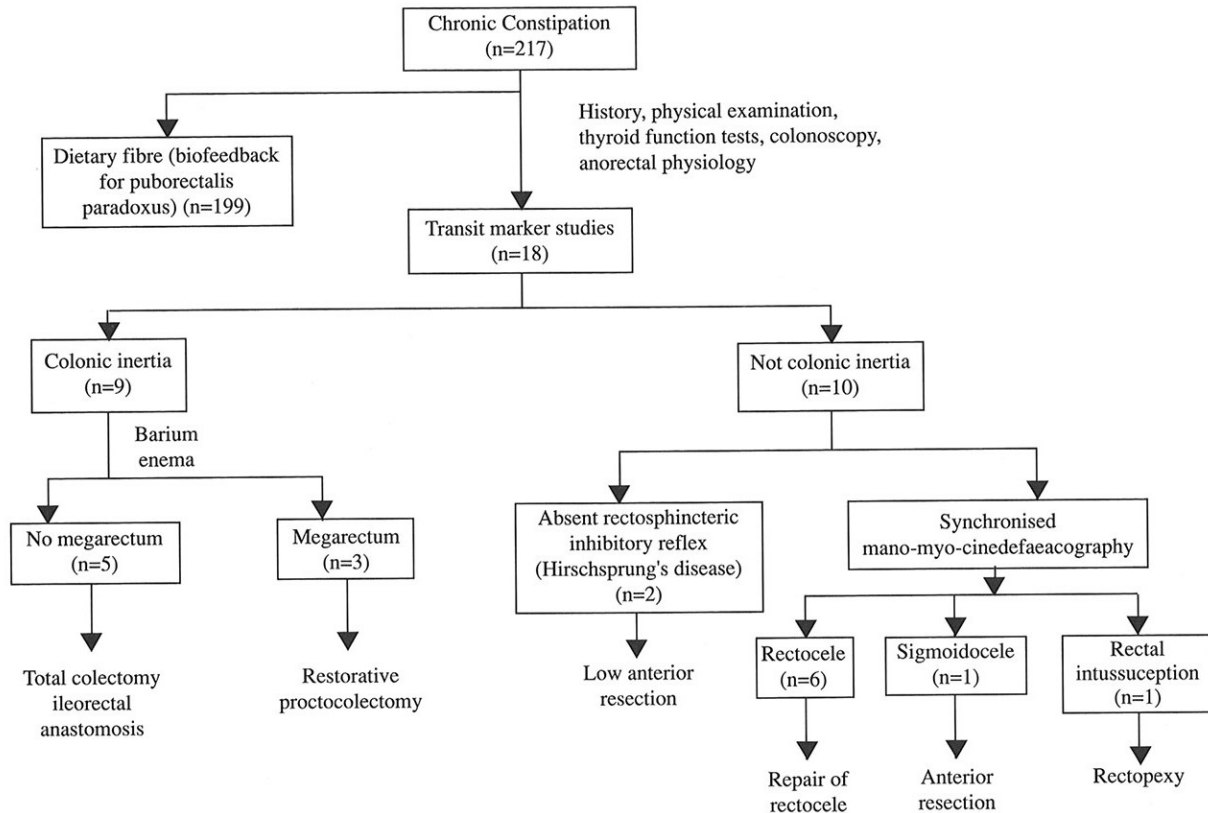 Chronic Constipation
(n=217)
History, physical examination,
thyroid function tests, colonoscopy,
anorectal physiology
Dietary fibre (biofeedback
for puborectalis
paradoxus) (n=199)
Transit marker studies
(n=18)
Colonic inertia
(n=9)
Not colonic inertia
(n=10)
Barium
enema
No megarectum
(n=5)
Megarectum
(n=3)
Absent rectosphincteric
inhibitory reflex
(Hirschsprung's disease)
(n=2)
Synchronised
mano-myo-cinedefaeacography
Total colectomy
ileorectal
anastomosis
Restorative
proctocolectomy
Low anterior
resection
Rectocele
(n=6)
Sigmoidocele
(n=1)
Rectal
intussuception
(n=1)
Repair of
rectocele
Anterior
resection
Rectopexy